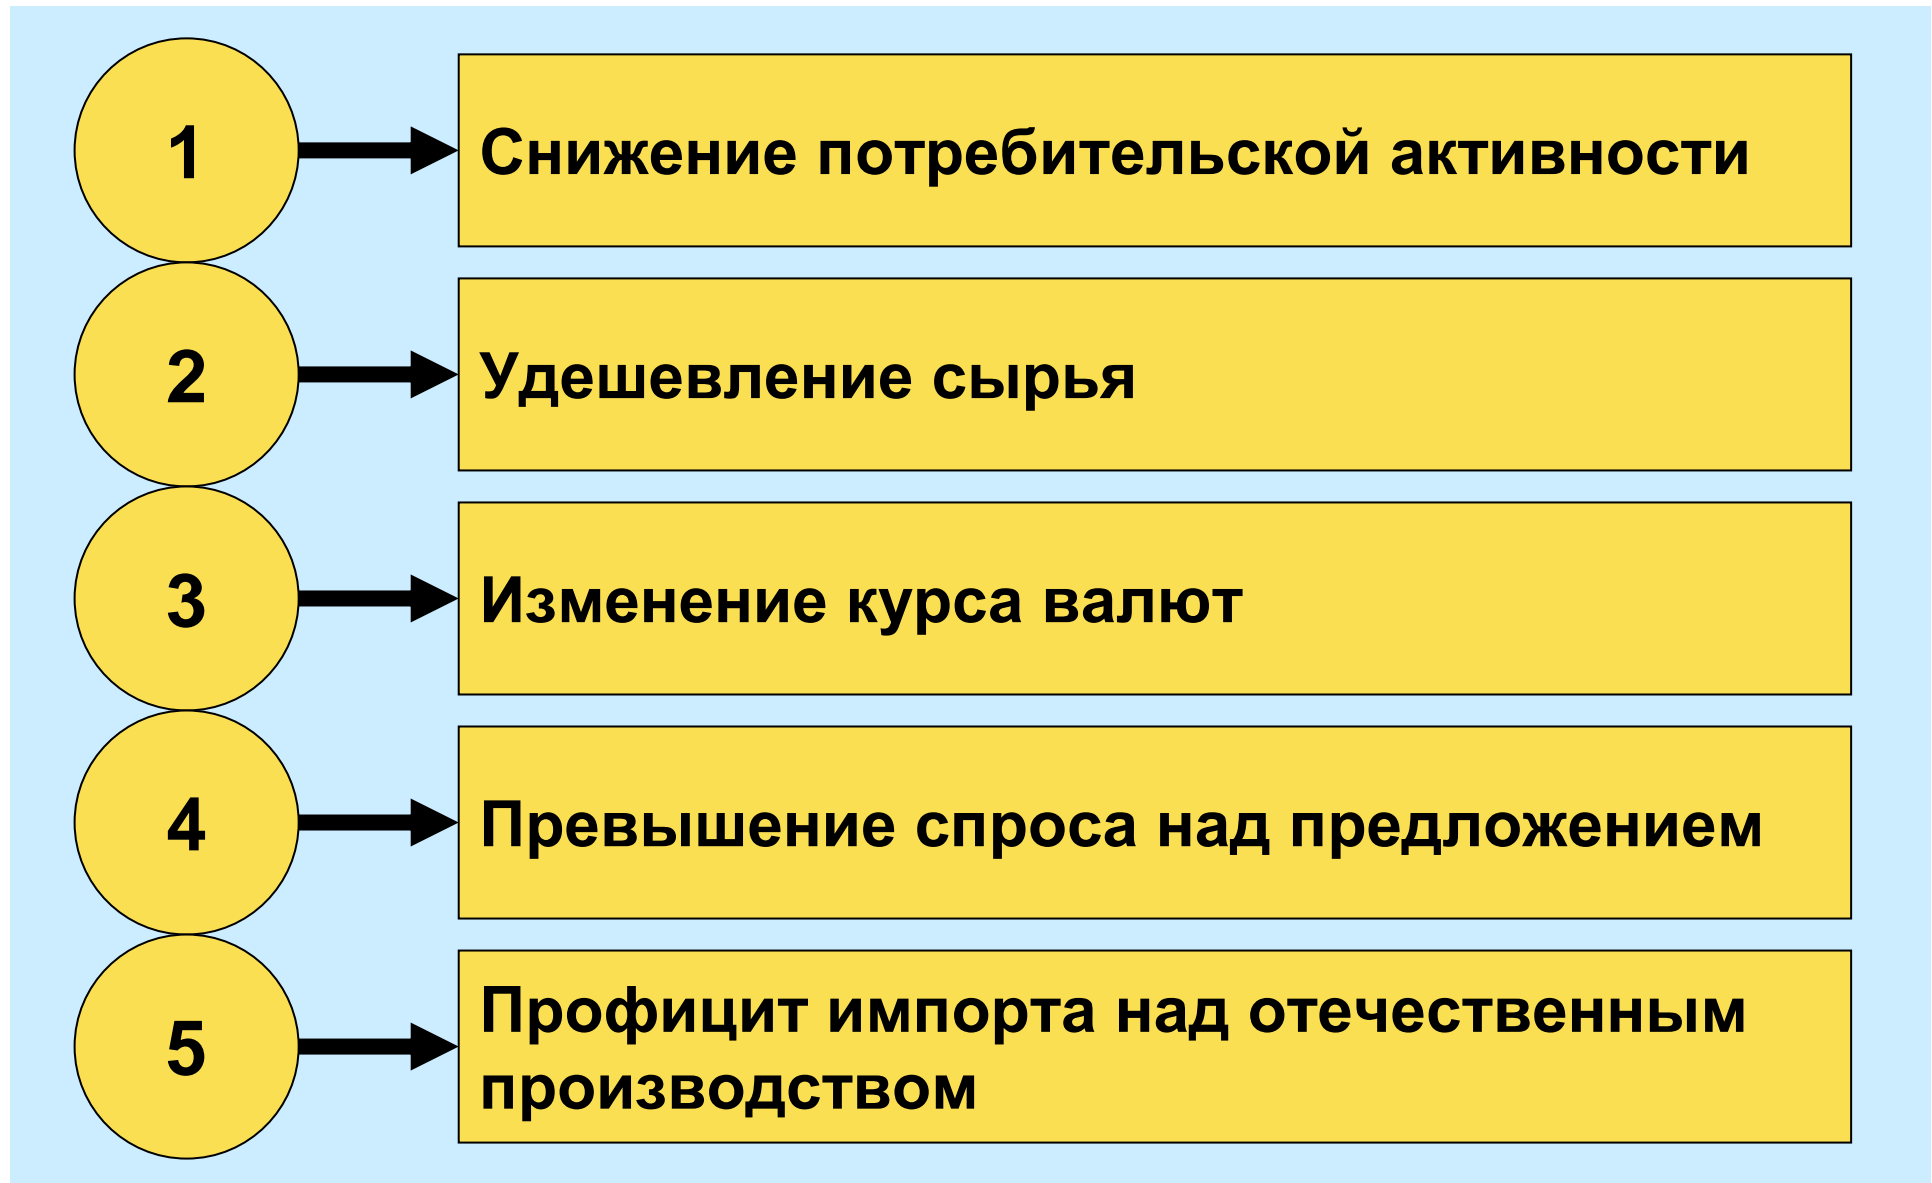 1
Снижение потребительской активности
2
Удешевление сырья
3
Изменение курса валют
4
Превышение спроса над предложением
5
Профицит импорта над отечественным
производством